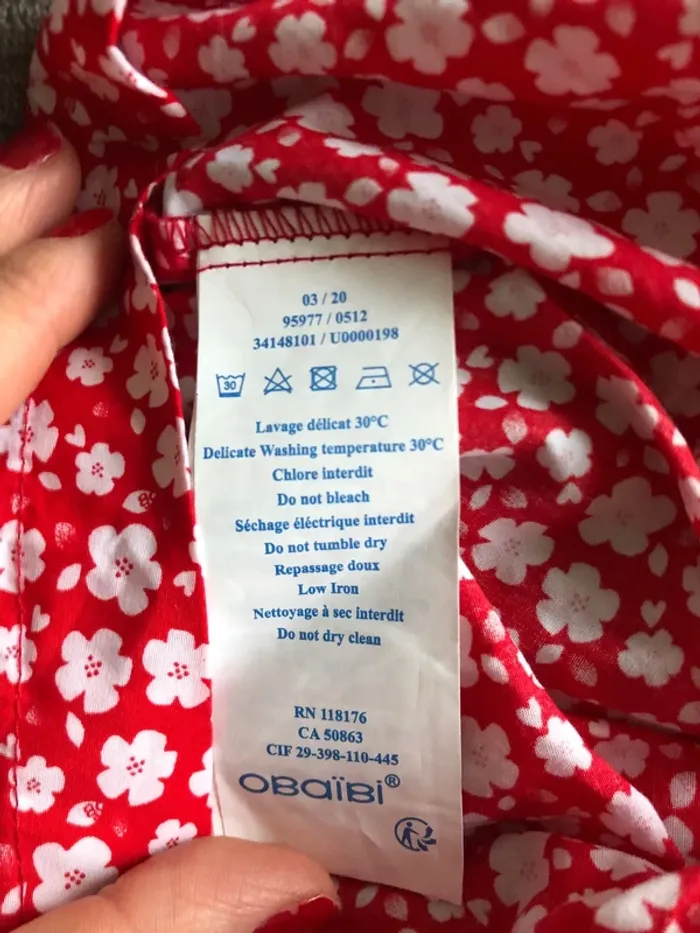 03 / 20
95977 / 0512
34148101 / U0000198
30
Lavage délicat 30°C
Delicate Washing temperature 30°C
Chlore interdit
Do not bleach
Séchage éléctrique interdit
Do not tumble dry
Repassage doux
Low Iron
Nettoyage à sec interdit
Do not dry clean
RN 118176
CA 50863
CIF 29-398-110-445
OBaïBi®